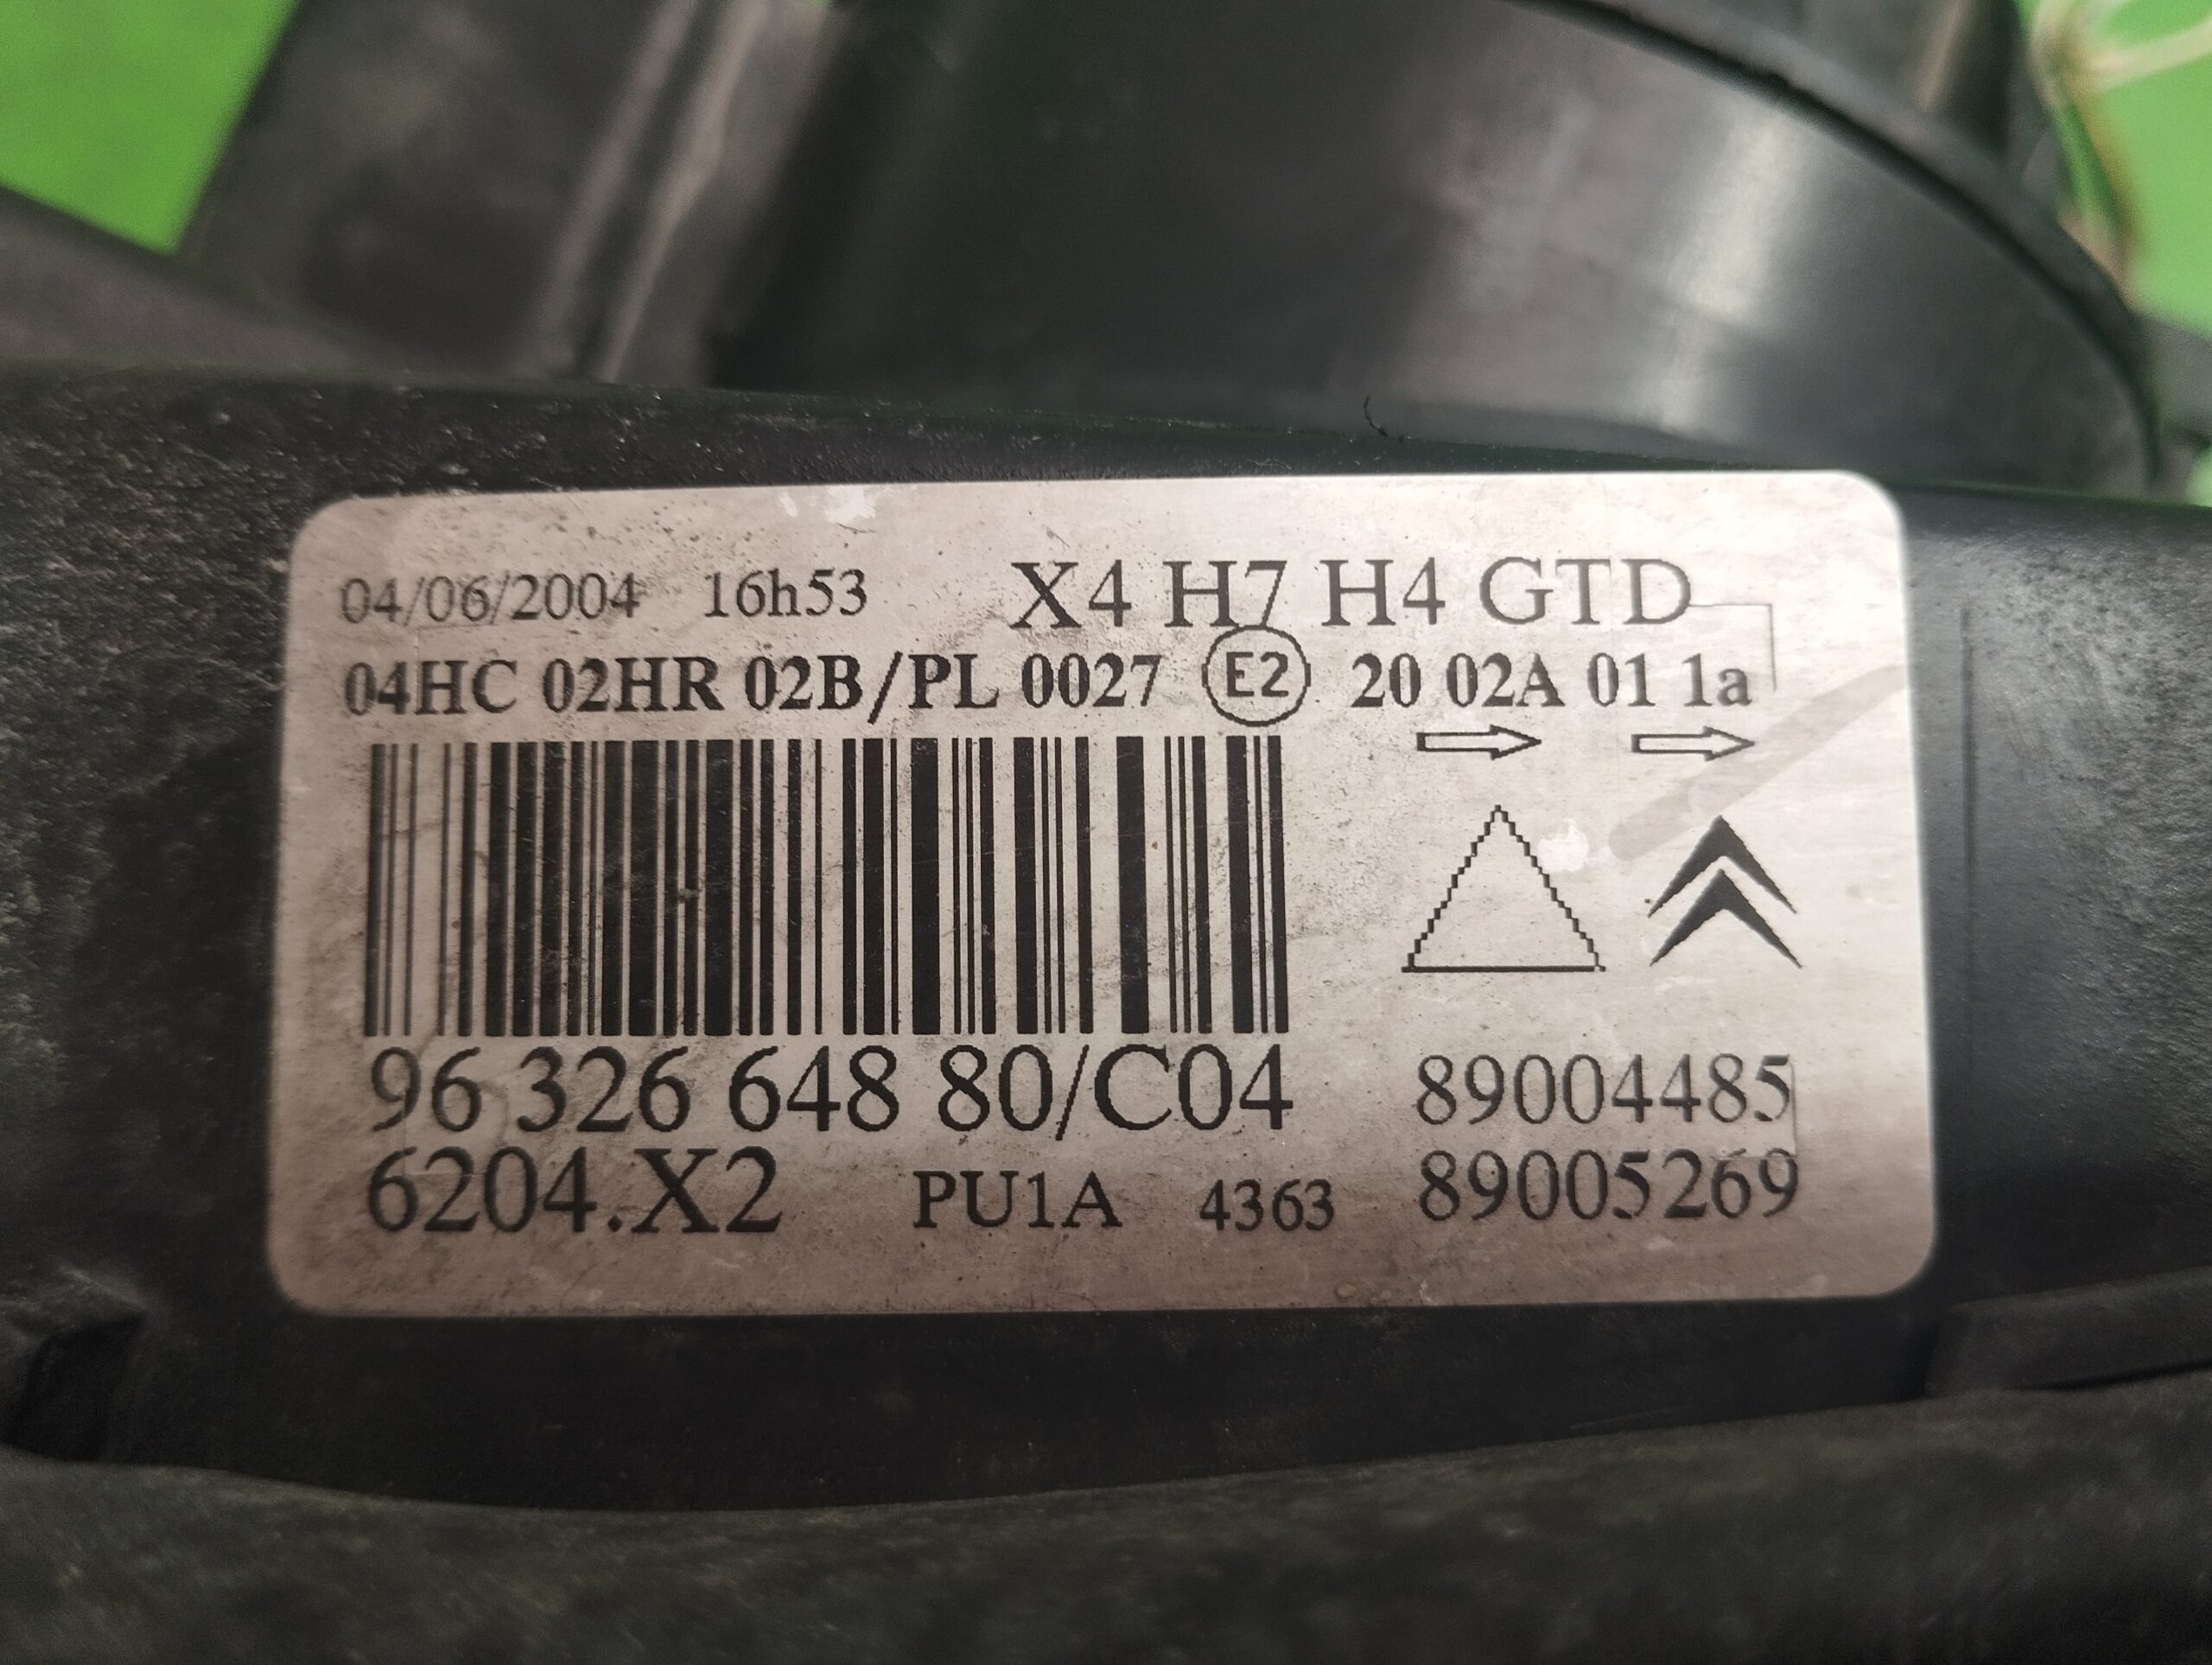 04/06/2004 16h53 X4 H7 H4 GTD
04HC 02HR 02B/PL 0027 E2 20 02A 01 1a
96 326 648 80/C04 89004485
6204.X2 PU1A 4363 89005269